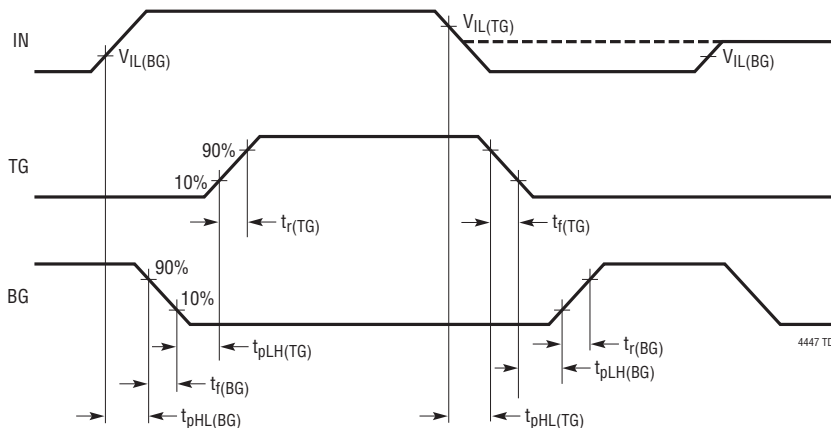 IN
V_IL(BG)
V_IL(TG)
V_IL(BG)
TG
90%
10%
t_r(TG)
t_f(TG)
BG
90%
10%
t_pLH(TG)
t_f(BG)
t_pHL(BG)
t_r(BG)
t_pLH(BG)
t_pHL(TG)
4447 TD